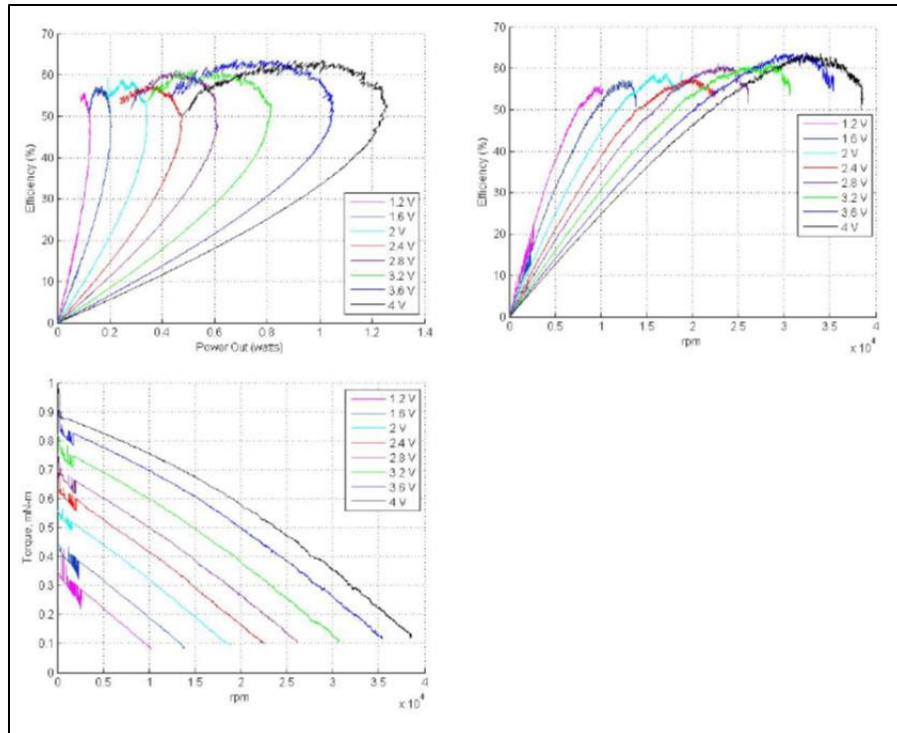 70
60
50
40
30
20
10
0
Efficiency (%)
0 0.2 0.4 0.6 0.8 1 1.2 1.4
Power Out (watts)
1.2 V
1.6 V
2 V
2.4 V
2.8 V
3.2 V
3.6 V
4 V
70
60
50
40
30
20
10
0
Efficiency (%)
0 0.5 1 1.5 2 2.5 3 3.5 4
rpm
x 10^4
1.2 V
1.6 V
2 V
2.4 V
2.8 V
3.2 V
3.6 V
4 V
1
0.9
0.8
0.7
0.6
0.5
0.4
0.3
0.2
0.1
0
Torque, mN-m
0 0.5 1 1.5 2 2.5 3 3.5 4
rpm
x 10^4
1.2 V
1.6 V
2 V
2.4 V
2.8 V
3.2 V
3.6 V
4 V